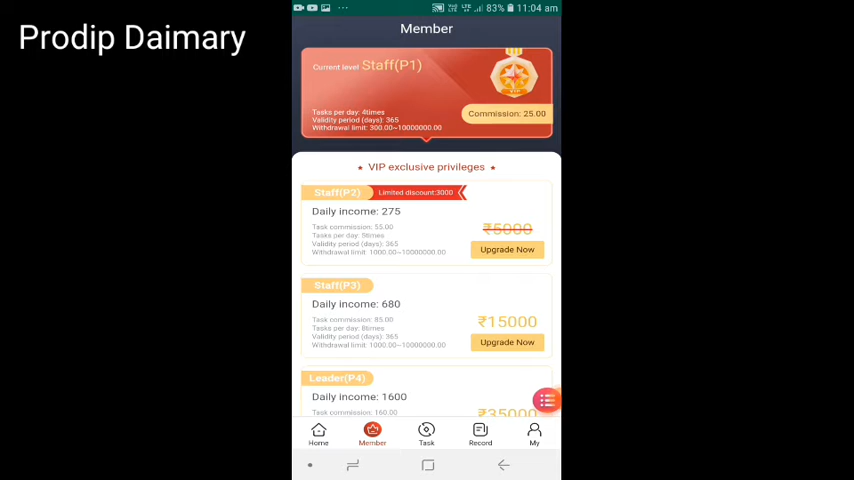 Prodip Daimary
83% 11:04 am
Member
Current level Staff(P1)
Tasks per day: 4times
Validity period (days): 365
Withdrawal limit: 300.00~10000000.00
Commission: 25.00
VIP exclusive privileges
Staff(P2) Limited discount:3000
Daily income: 275
Task commission: 55.00
Tasks per day: 5times
Validity period (days): 365
Withdrawal limit: 1000.00~10000000.00
₹5000
Upgrade Now
Staff(P3)
Daily income: 680
Task commission: 85.00
Tasks per day: 8times
Validity period (days): 365
Withdrawal limit: 1000.00~10000000.00
₹15000
Upgrade Now
Leader(P4)
Daily income: 1600
Task commission: 160.00
₹35000
Home Member Task Record My